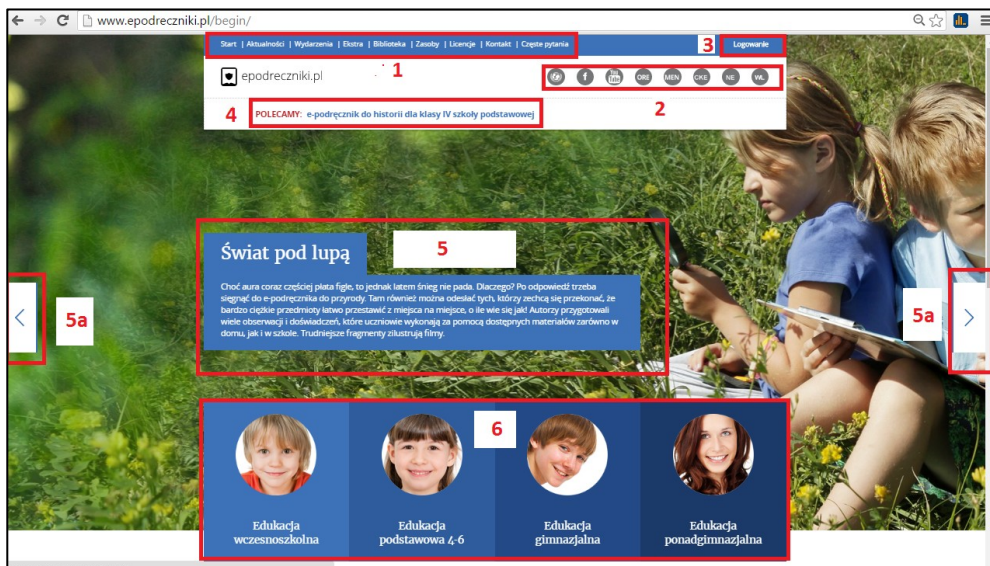 www.epodreczniki.pl/begin/
Start | Aktualności | Wydarzenia | Ekstra | Biblioteka | Zasoby | Licencje | Kontakt | Częste pytania
3
Logowanie
1
epodreczniki.pl
f
You Tube
ORE
MEN
CKE
NE
WŁ
2
4
POLECAMY: e-podręcznik do historii dla klasy IV szkoły podstawowej
5
Świat pod lupą
Choć aura coraz częściej płata figle, to jednak latem śnieg nie pada. Dlaczego? Po odpowiedź trzeba
sięgnąć do e-podręcznika do przyrody. Tam również można odesłać tych, którzy zechcą się przekonać, że
bardzo ciężkie przedmioty łatwo przestawić z miejsca na miejsce, o ile wie się jak! Autorzy przygotowali
wiele obserwacji i doświadczeń, które uczniowie wykonają za pomocą dostępnych materiałów zarówno w
domu, jak i w szkole. Trudniejsze fragmenty zilustrują filmy.
5a
5a
6
Edukacja
wczesnoszkolna
Edukacja
podstawowa 4-6
Edukacja
gimnazjalna
Edukacja
ponadgimnazjalna